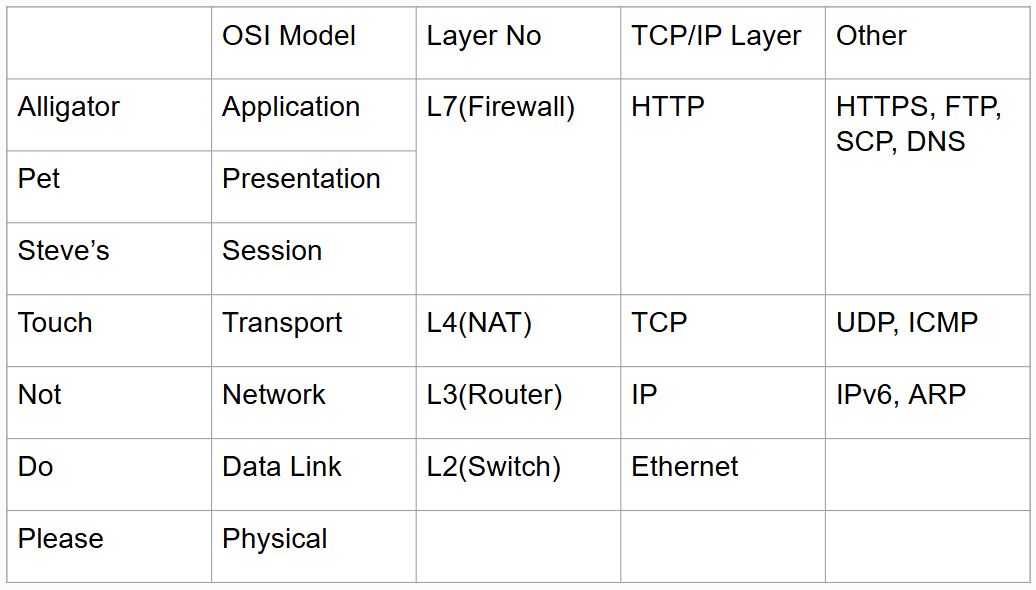 OSI Model Layer No TCP/IP Layer Other
Alligator Application L7(Firewall) HTTP HTTPS, FTP,
SCP, DNS
Pet Presentation
Steve’s Session
Touch Transport L4(NAT) TCP UDP, ICMP
Not Network L3(Router) IP IPv6, ARP
Do Data Link L2(Switch) Ethernet
Please Physical